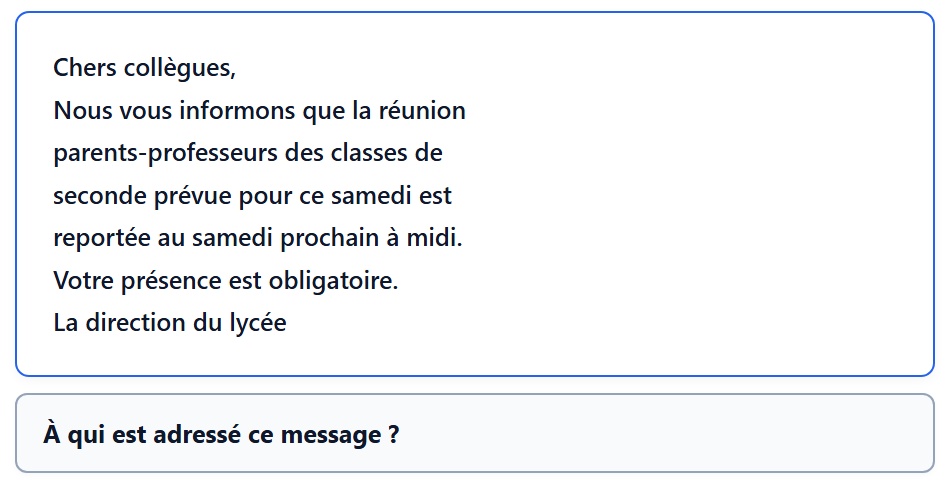 Chers collègues,
Nous vous informons que la réunion
parents-professeurs des classes de
seconde prévue pour ce samedi est
reportée au samedi prochain à midi.
Votre présence est obligatoire.
La direction du lycée
À qui est adressé ce message ?